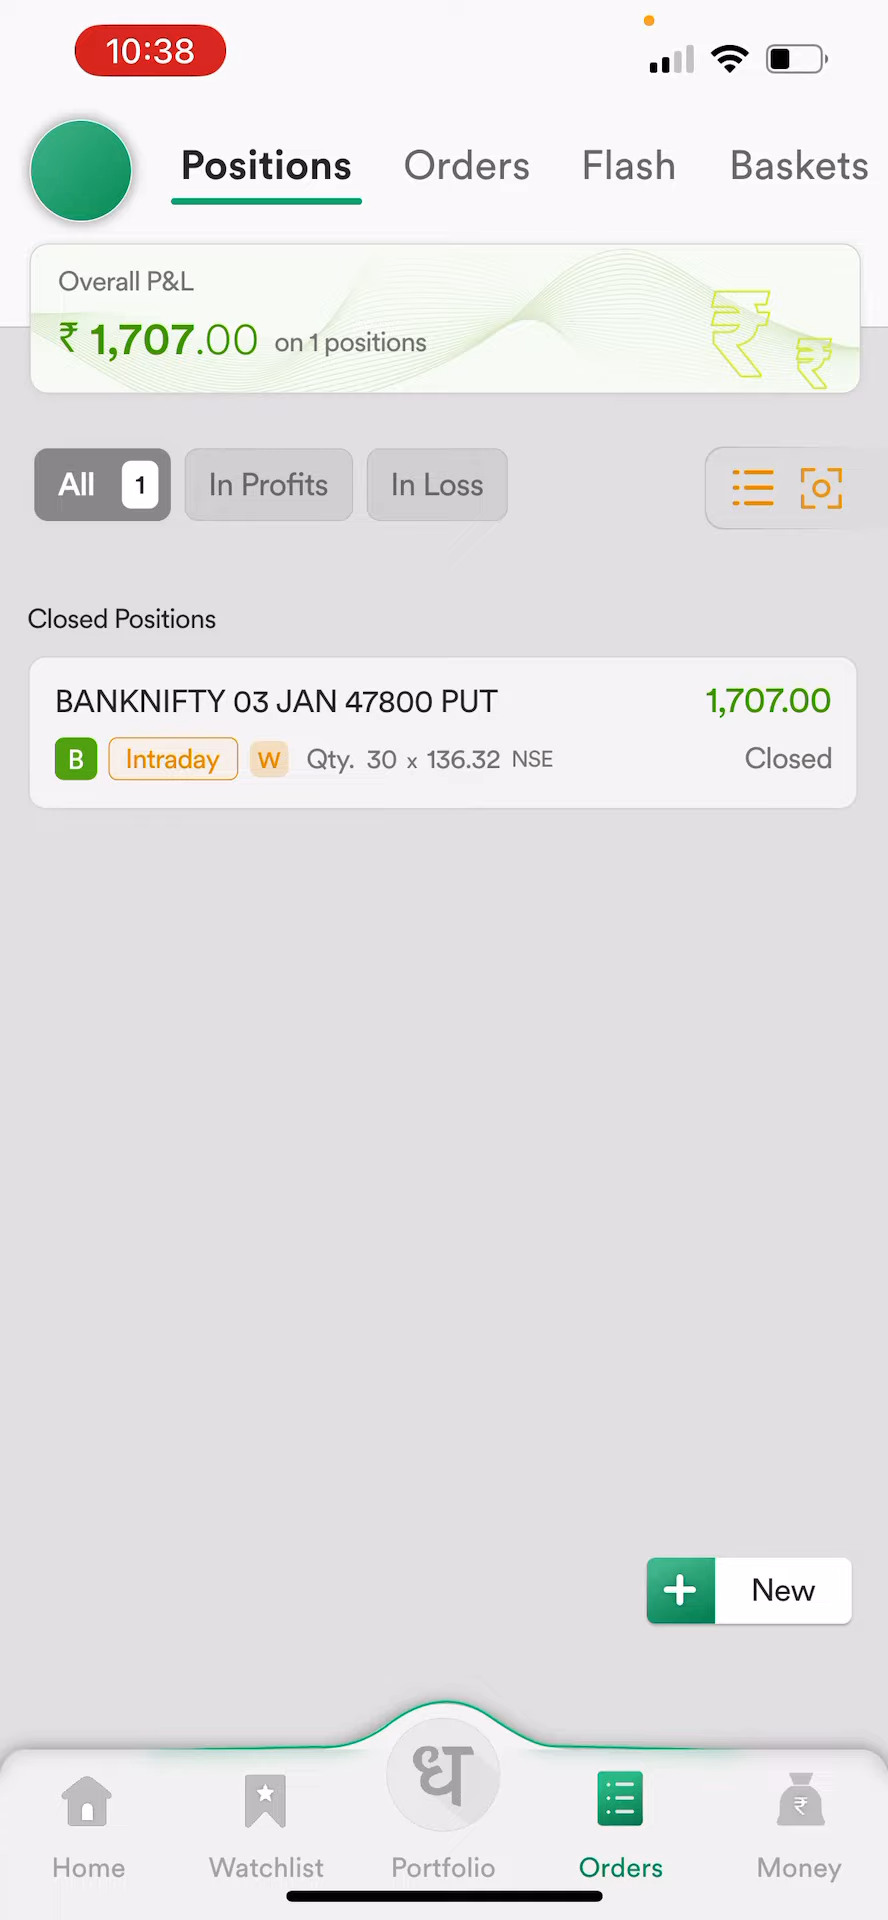 10:38
Positions Orders Flash Baskets
Overall P&L
₹ 1,707.00 on 1 positions
₹ ₹
All 1 In Profits In Loss
Closed Positions
BANKNIFTY 03 JAN 47800 PUT 1,707.00
B Intraday W Qty. 30 x 136.32 NSE Closed
+ New
ध
₹
Home Watchlist Portfolio Orders Money